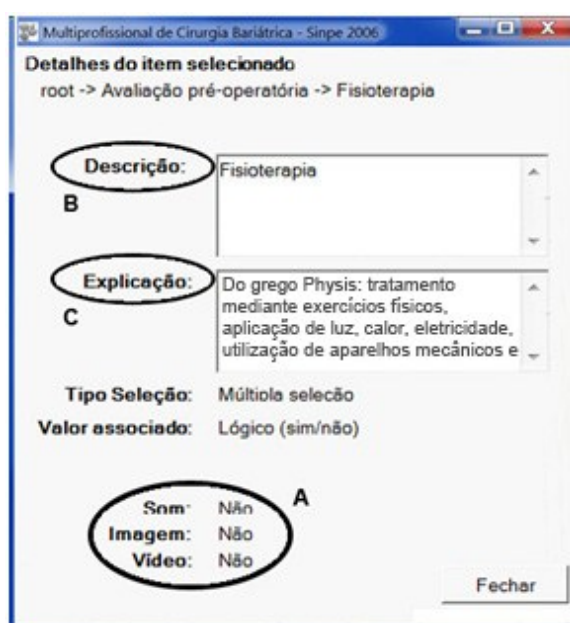 Multiprofissional de Cirurgia Bariátrica - Sinpe 2006
Detalhes do item selecionado
root -> Avaliação pré-operatória -> Fisioterapia
Descrição: Fisioterapia
B
Explicação: Do grego Physis: tratamento
mediante exercícios físicos,
C aplicação de luz, calor, eletricidade,
utilização de aparelhos mecânicos e
Tipo Seleção: Múltiola selecão
Valor associado: Lógico (sim/não)
A
Som: Não
Imagem: Não
Vídeo: Não
Fechar